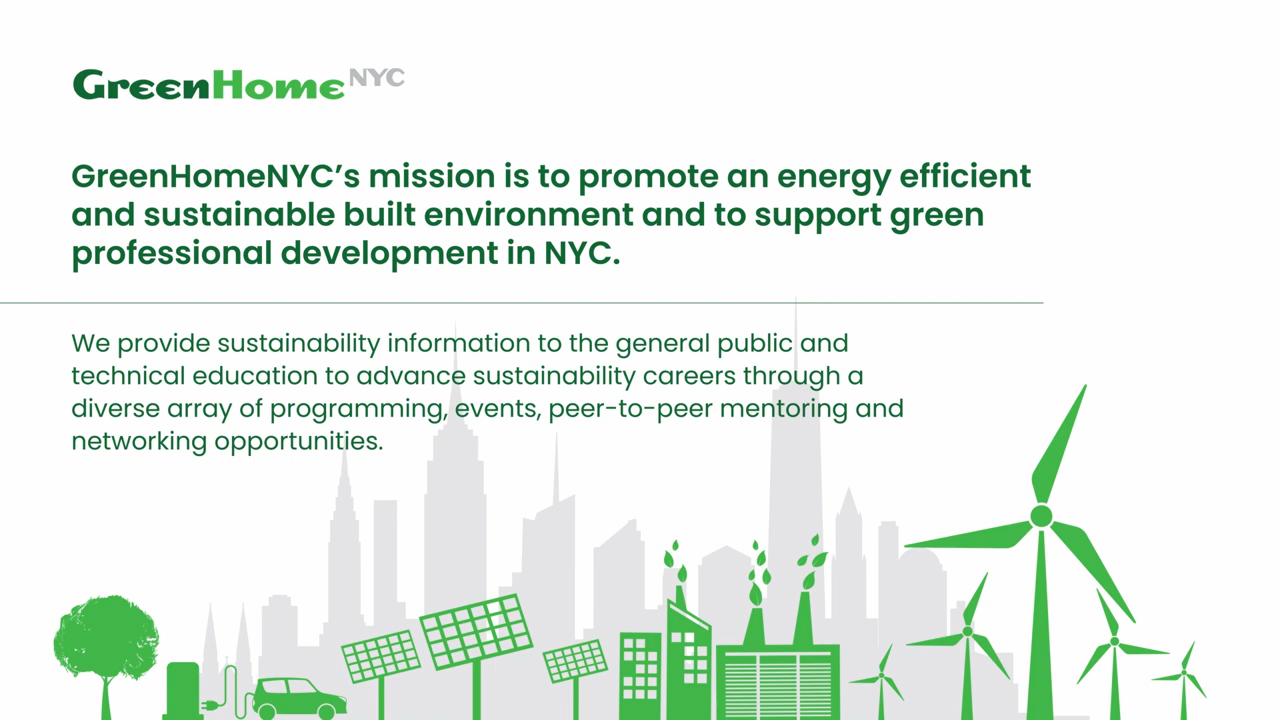 GreenHomeNYC
GreenHomeNYC’s mission is to promote an energy efficient
and sustainable built environment and to support green
professional development in NYC.
We provide sustainability information to the general public and
technical education to advance sustainability careers through a
diverse array of programming, events, peer-to-peer mentoring and
networking opportunities.